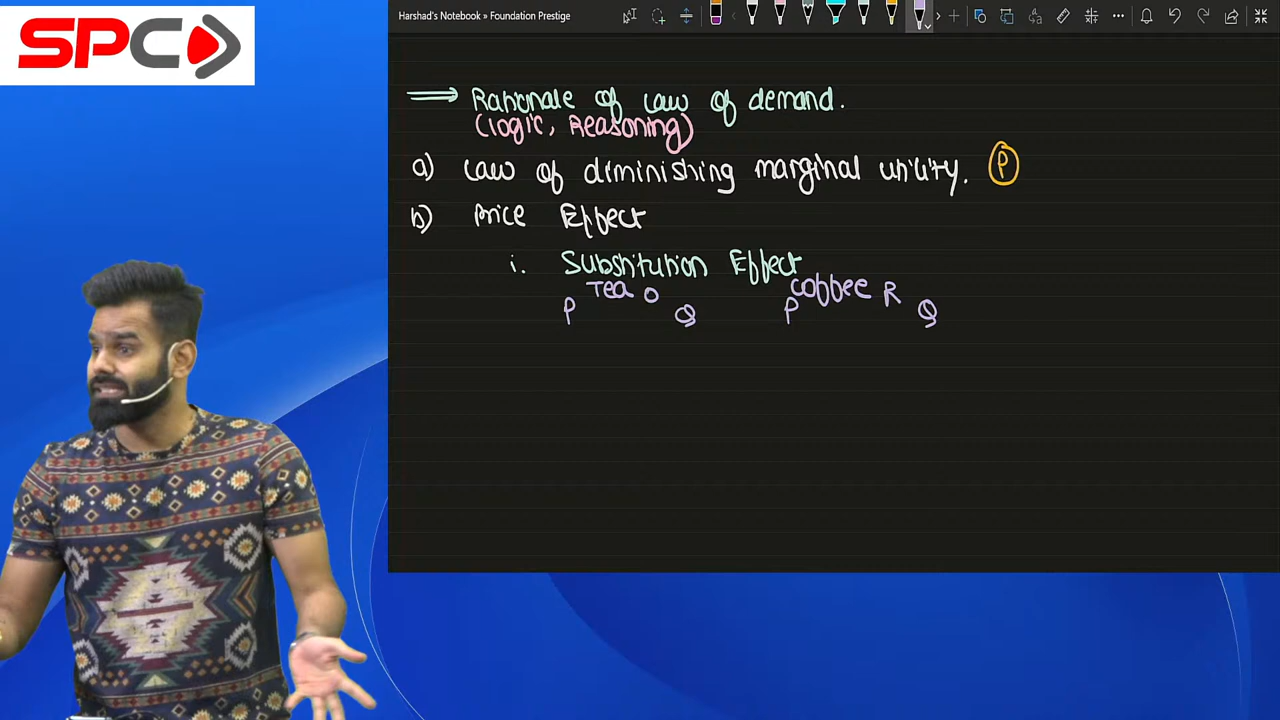 SPC
Harshad's Notebook » Foundation Prestige
Rationale of Law of demand.
(Logic, Reasoning)
a) Law of diminishing marginal utility. P
b) Price Effect
i. Substitution Effect
Tea O Coffee R
P Q P Q